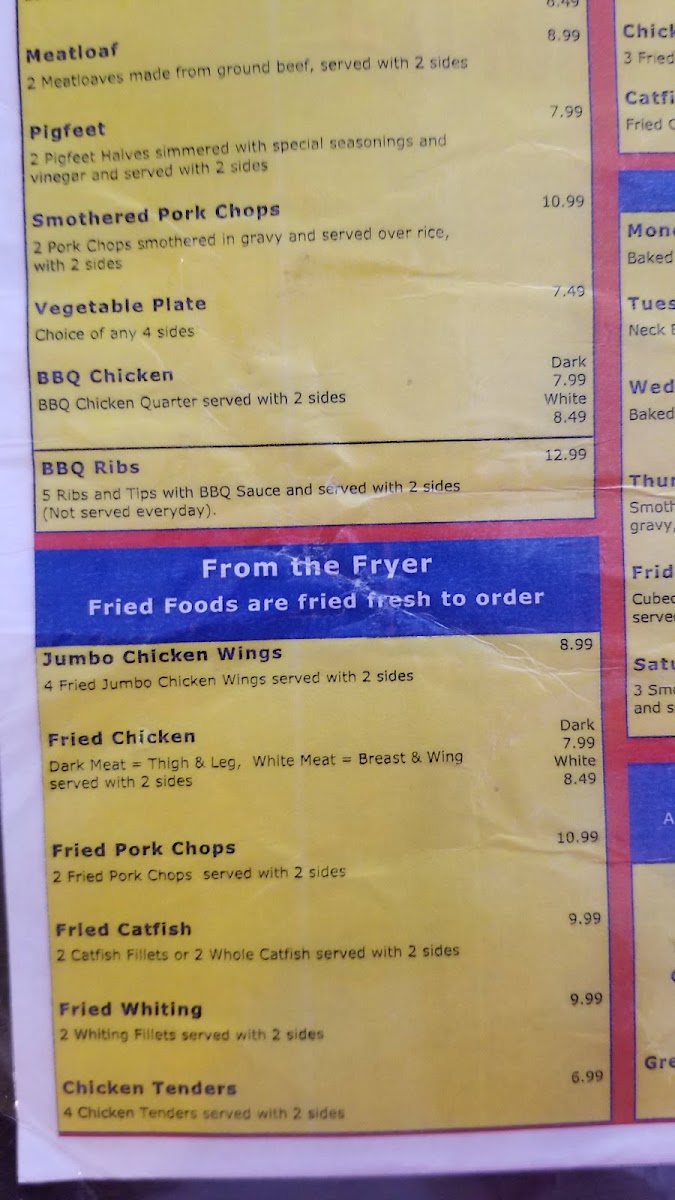 8.99
Meatloaf
2 Meatloaves made from ground beef, served with 2 sides
7.99
Pigfeet
2 Pigfeet Halves simmered with special seasonings and
vinegar and served with 2 sides
10.99
Smothered Pork Chops
2 Pork Chops smothered in gravy and served over rice,
with 2 sides
7.49
Vegetable Plate
Choice of any 4 sides
Dark
BBQ Chicken
7.99
BBQ Chicken Quarter served with 2 sides
White
8.49
12.99
BBQ Ribs
5 Ribs and Tips with BBQ Sauce and served with 2 sides
(Not served everyday).
From the Fryer
Fried Foods are fried fresh to order
8.99
Jumbo Chicken Wings
4 Fried Jumbo Chicken Wings served with 2 sides
Dark
Fried Chicken
7.99
Dark Meat = Thigh & Leg, White Meat = Breast & Wing
White
served with 2 sides
8.49
10.99
Fried Pork Chops
2 Fried Pork Chops served with 2 sides
9.99
Fried Catfish
2 Catfish Fillets or 2 Whole Catfish served with 2 sides
9.99
Fried Whiting
2 Whiting Fillets served with 2 sides
6.99
Chicken Tenders
4 Chicken Tenders served with 2 sides
3 Fried
Fried
Baked
Neck
Wed
Baked
gravy,
3
and